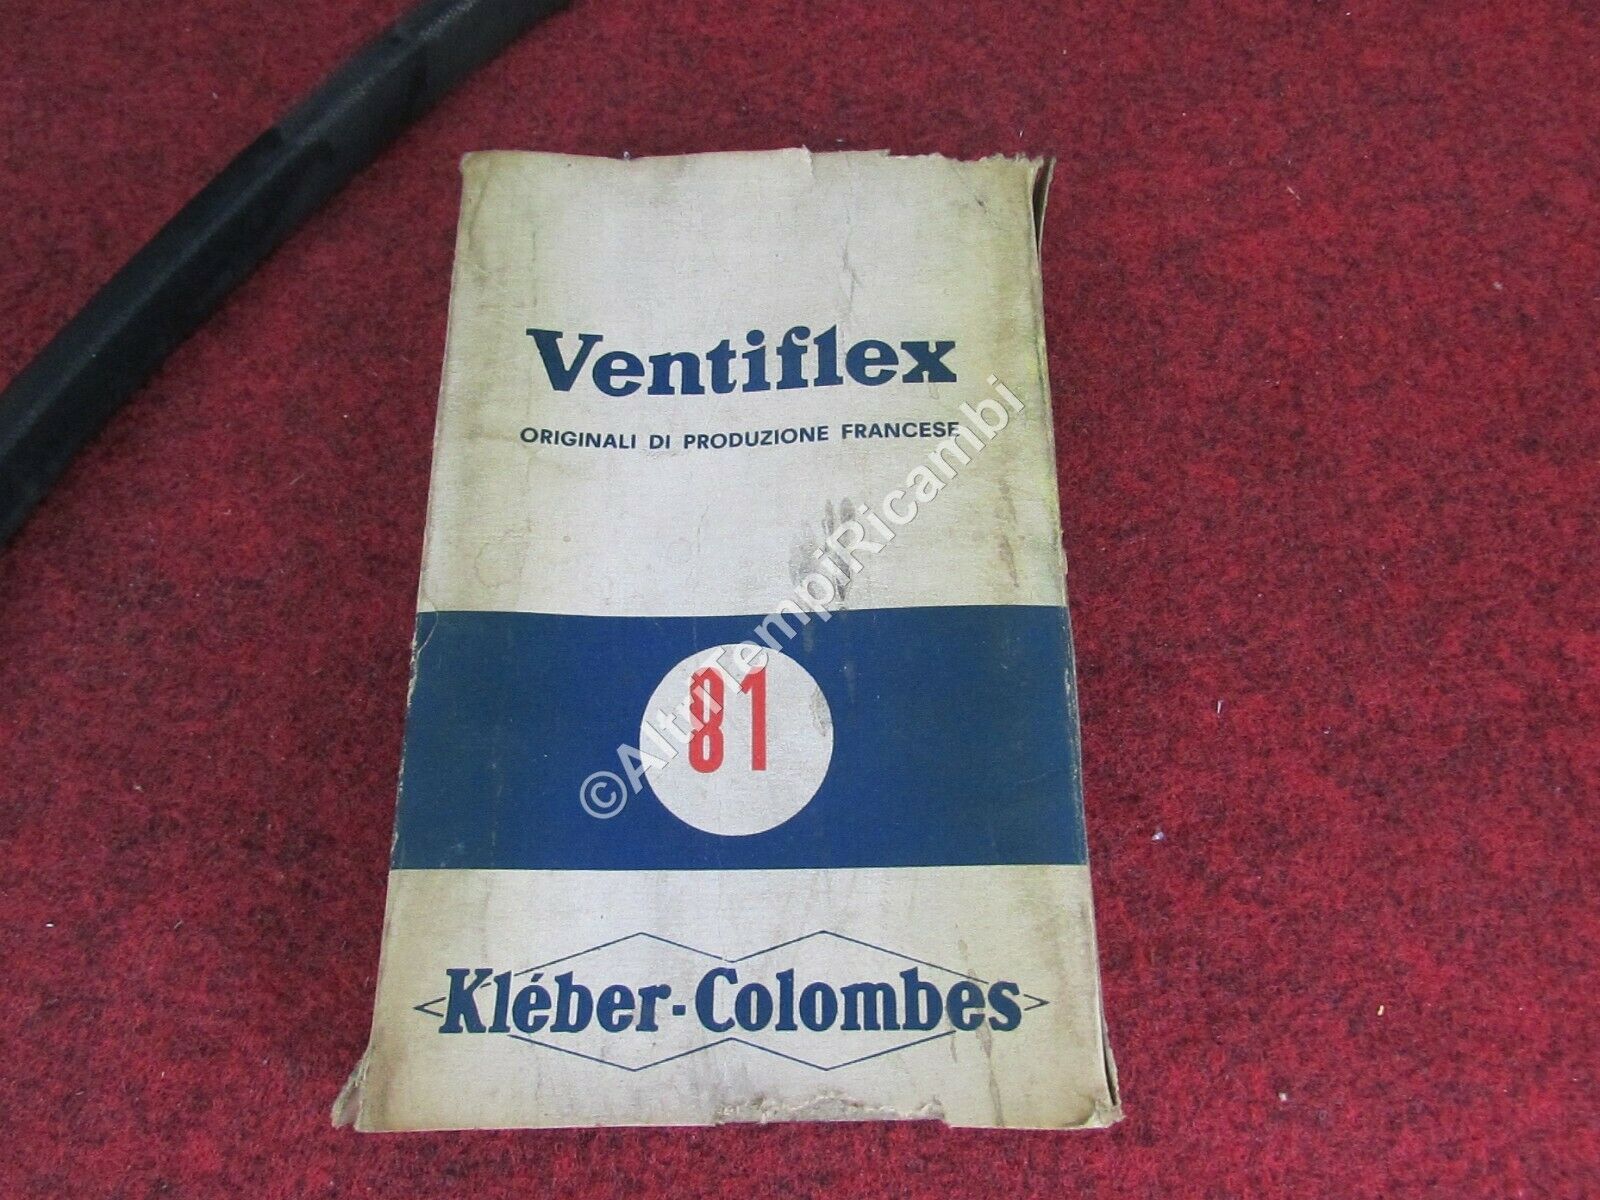 Ventiflex
ORIGINALI DI PRODUZIONE FRANCESE
81
Kléber-Colombes
©AltriTempiRicambi